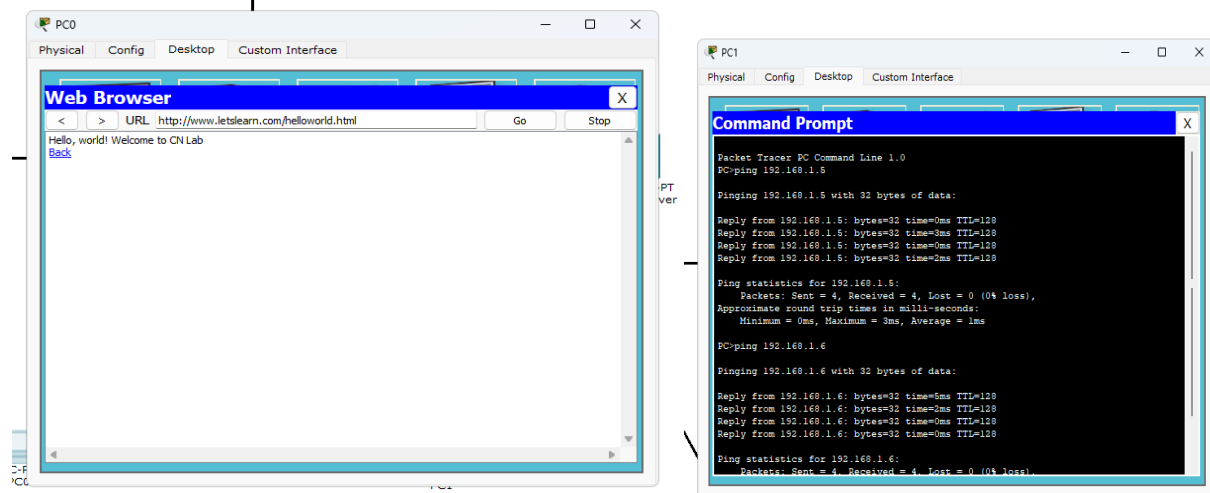 PC0
Physical Config Desktop Custom Interface
Web Browser X
< > URL http://www.letslearn.com/helloworld.html Go Stop
Hello, world! Welcome to CN Lab
Back
-PT
ver
PC0
PC1
PC1
Physical Config Desktop Custom Interface
Command Prompt X
Packet Tracer PC Command Line 1.0
PC>ping 192.168.1.5
Pinging 192.168.1.5 with 32 bytes of data:
Reply from 192.168.1.5: bytes=32 time=0ms TTL=128
Reply from 192.168.1.5: bytes=32 time=3ms TTL=128
Reply from 192.168.1.5: bytes=32 time=0ms TTL=128
Reply from 192.168.1.5: bytes=32 time=2ms TTL=128
Ping statistics for 192.168.1.5:
Packets: Sent = 4, Received = 4, Lost = 0 (0% loss),
Approximate round trip times in milli-seconds:
Minimum = 0ms, Maximum = 3ms, Average = 1ms
PC>ping 192.168.1.6
Pinging 192.168.1.6 with 32 bytes of data:
Reply from 192.168.1.6: bytes=32 time=5ms TTL=128
Reply from 192.168.1.6: bytes=32 time=2ms TTL=128
Reply from 192.168.1.6: bytes=32 time=0ms TTL=128
Reply from 192.168.1.6: bytes=32 time=0ms TTL=128
Ping statistics for 192.168.1.6:
Packets: Sent = 4, Received = 4, Lost = 0 (0% loss),